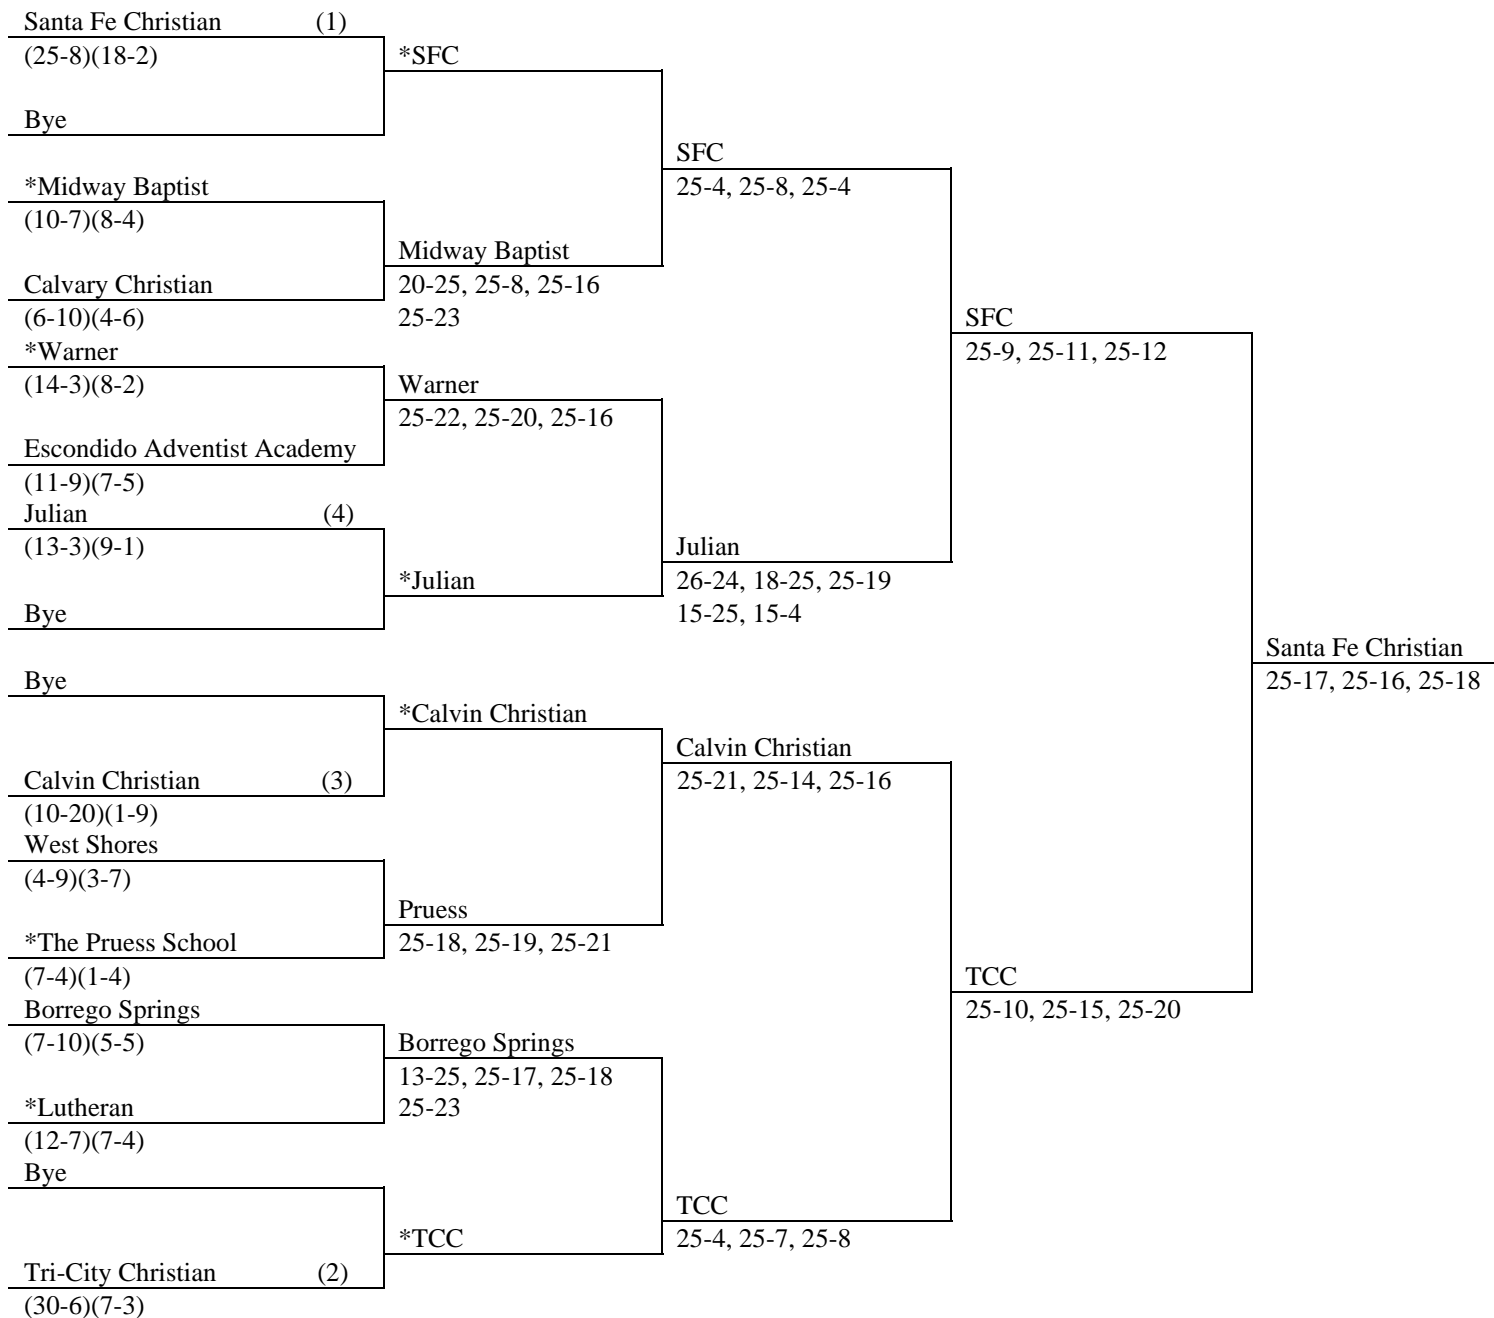 Santa Fe Christian (1)
(25-8)(18-2)
Bye
*Midway Baptist
(10-7)(8-4)
Calvary Christian
(6-10)(4-6)
*Warner
(14-3)(8-2)
Escondido Adventist Academy
(11-9)(7-5)
Julian (4)
(13-3)(9-1)
Bye
Bye
Calvin Christian (3)
(10-20)(1-9)
West Shores
(4-9)(3-7)
*The Pruess School
(7-4)(1-4)
Borrego Springs
(7-10)(5-5)
*Lutheran
(12-7)(7-4)
Bye
Tri-City Christian (2)
(30-6)(7-3)
*SFC
Midway Baptist
20-25, 25-8, 25-16
25-23
Warner
25-22, 25-20, 25-16
*Julian
*Calvin Christian
Pruess
25-18, 25-19, 25-21
Borrego Springs
13-25, 25-17, 25-18
25-23
*TCC
SFC
25-4, 25-8, 25-4
Julian
26-24, 18-25, 25-19
15-25, 15-4
Calvin Christian
25-21, 25-14, 25-16
TCC
25-4, 25-7, 25-8
SFC
25-9, 25-11, 25-12
TCC
25-10, 25-15, 25-20
Santa Fe Christian
25-17, 25-16, 25-18